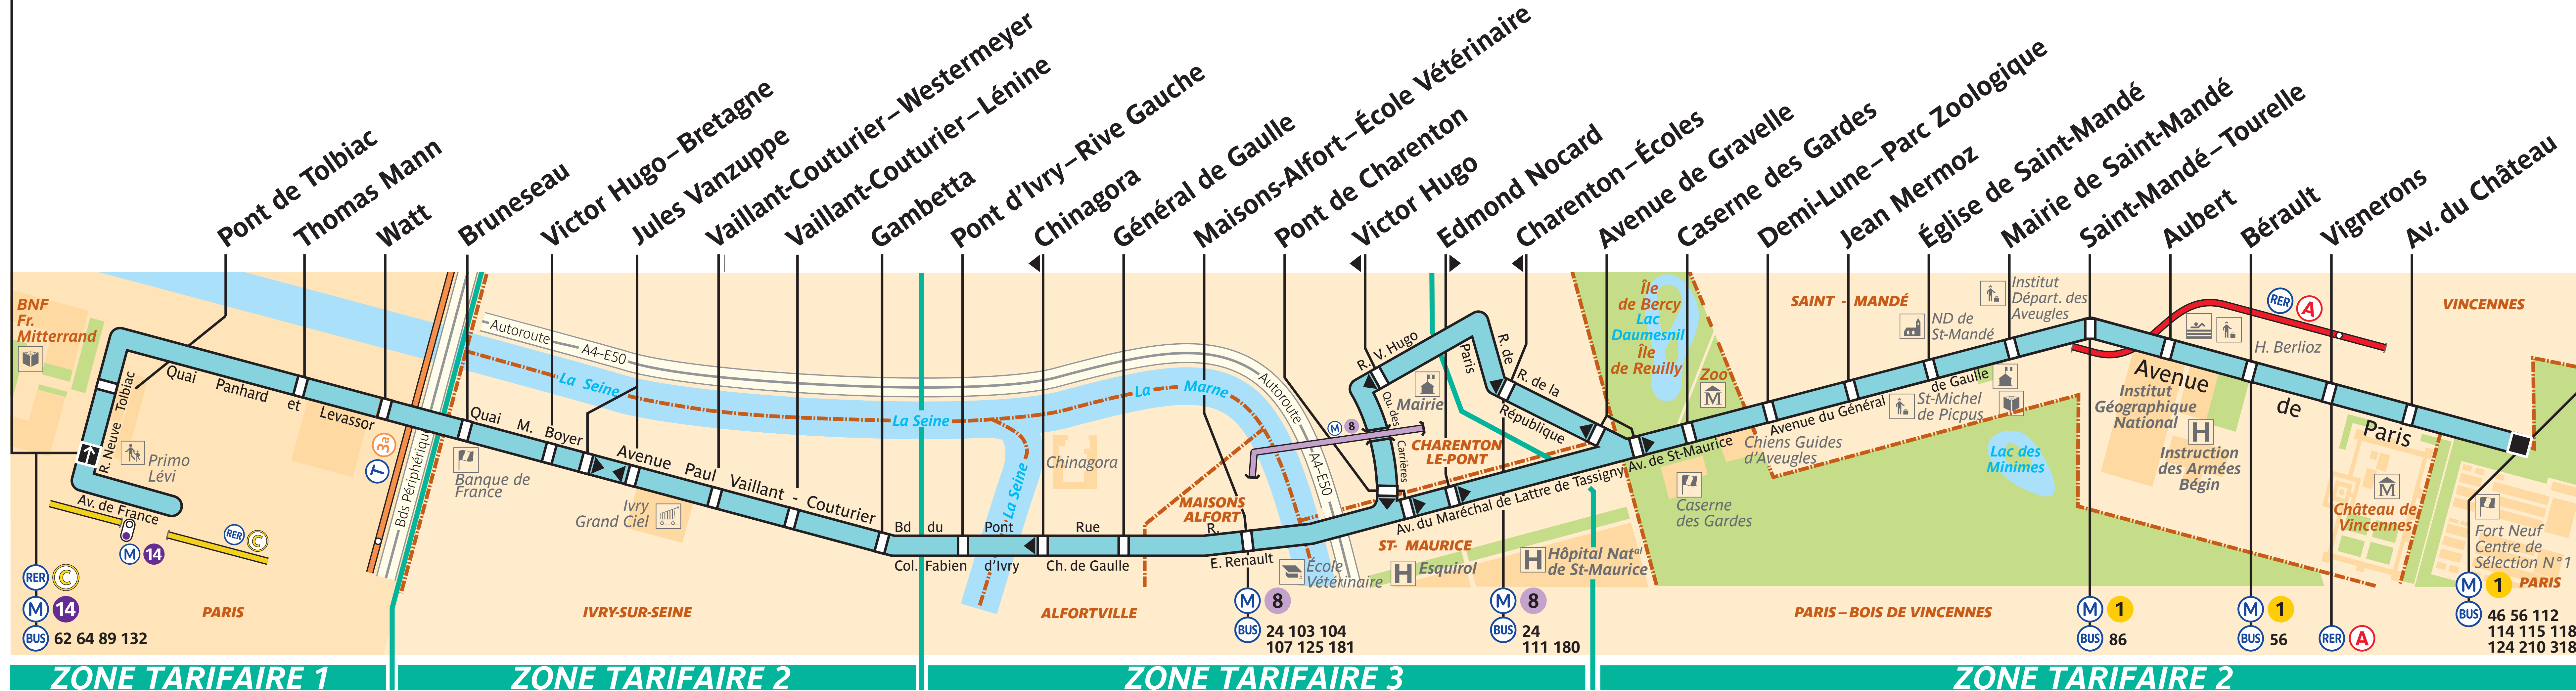 Pont de Tolbiac
Thomas Mann
Watt
Bruneseau
Victor Hugo–Bretagne
Jules Vanzuppe
Vaillant-Couturier–Westermeyer
Vaillant-Couturier–Lénine
Gambetta
Pont d'Ivry–Rive Gauche
Chinagora
Général de Gaulle
Maisons-Alfort–École Vétérinaire
Pont de Charenton
Victor Hugo
Edmond Nocard
Charenton–Écoles
Avenue de Gravelle
Caserne des Gardes
Demi-Lune–Parc Zoologique
Jean Mermoz
Église de Saint-Mandé
Mairie de Saint-Mandé
Saint-Mandé–Tourelle
Aubert
Bérault
Vignerons
Av. du Château
BNF
Fr.
Mitterrand
R. Neuve Tolbiac
Primo
Lévi
Av. de France
M 14
RER C
Quai Panhard et Levassor
T 3a
Bds Périphériqu
Banque de
France
Quai M. Boyer
Autoroute A4–E50
La Seine
Avenue Paul Vaillant - Couturier
Ivry
Grand Ciel
La Seine
La Seine
Bd du Pont
Col. Fabien d'Ivry
Chinagora
Rue
Ch. de Gaulle
La Marne
Autoroute
A4–E50
MAISONS
ALFORT
R.
E. Renault
École
Vétérinaire
M 8
R. V. Hugo
Qu. des Carrières
Mairie
CHARENTON
LE-PONT
R. de
Paris
R. de la
République
Av. du Maréchal de Lattre de Tassigny
ST- MAURICE
H Esquirol
H Hôpital Natal
de St-Maurice
Av. de St-Maurice
Île
de Bercy
Lac
Daumesnil
Île
de Reuilly
Zoo
Caserne
des Gardes
Chiens Guides
d'Aveugles
SAINT - MANDÉ
Avenue du Général
de Gaulle
ND de
St-Mandé
St-Michel
de Picpus
Institut
Départ. des
Aveugles
Lac des
Minimes
Avenue
de
Paris
Institut
Géographique
National
H
Instruction
des Armées
Bégin
H. Berlioz
RER A
VINCENNES
Château de
Vincennes
Fort Neuf
Centre de
Sélection N°1
PARIS
RER C
M 14
BUS 62 64 89 132
PARIS
IVRY-SUR-SEINE
ALFORTVILLE
M 8
BUS 24 103 104
107 125 181
M 8
BUS 24
111 180
PARIS–BOIS DE VINCENNES
M 1
BUS 86
M 1
BUS 56
RER A
M 1
BUS 46 56 112
114 115 118
124 210 318
ZONE TARIFAIRE 1
ZONE TARIFAIRE 2
ZONE TARIFAIRE 3
ZONE TARIFAIRE 2